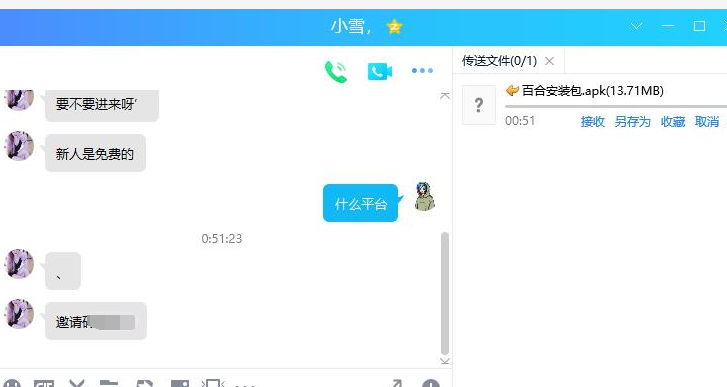 小雪，
传送文件(0/1)
要不要进来呀~
百合安装包.apk(13.71MB)
00:51
接收 另存为 收藏 取消
新人是免费的
什么平台
0:51:23
、
邀请码
GIF